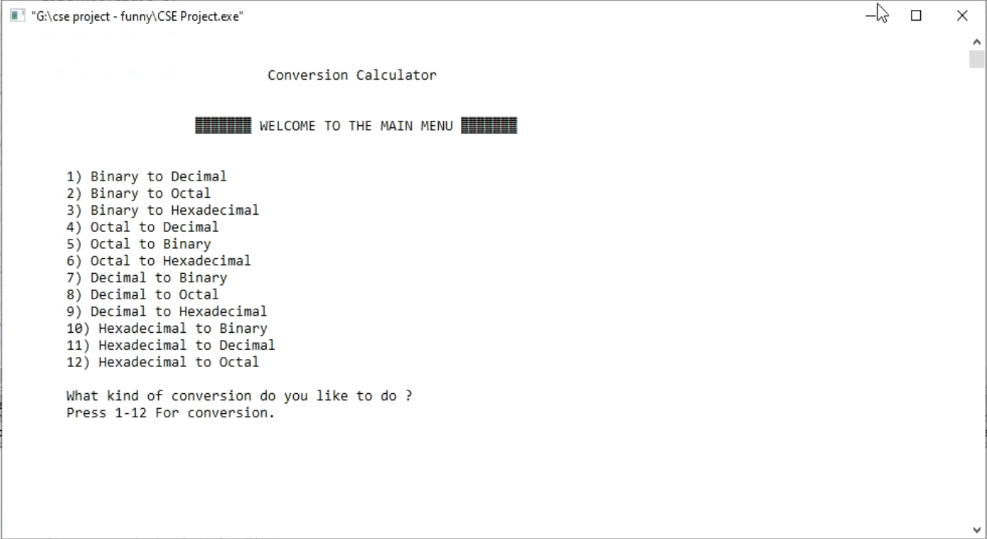 "G:\cse project - funny\CSE Project.exe"
Conversion Calculator
WELCOME TO THE MAIN MENU
1) Binary to Decimal
2) Binary to Octal
3) Binary to Hexadecimal
4) Octal to Decimal
5) Octal to Binary
6) Octal to Hexadecimal
7) Decimal to Binary
8) Decimal to Octal
9) Decimal to Hexadecimal
10) Hexadecimal to Binary
11) Hexadecimal to Decimal
12) Hexadecimal to Octal
What kind of conversion do you like to do ?
Press 1-12 For conversion.